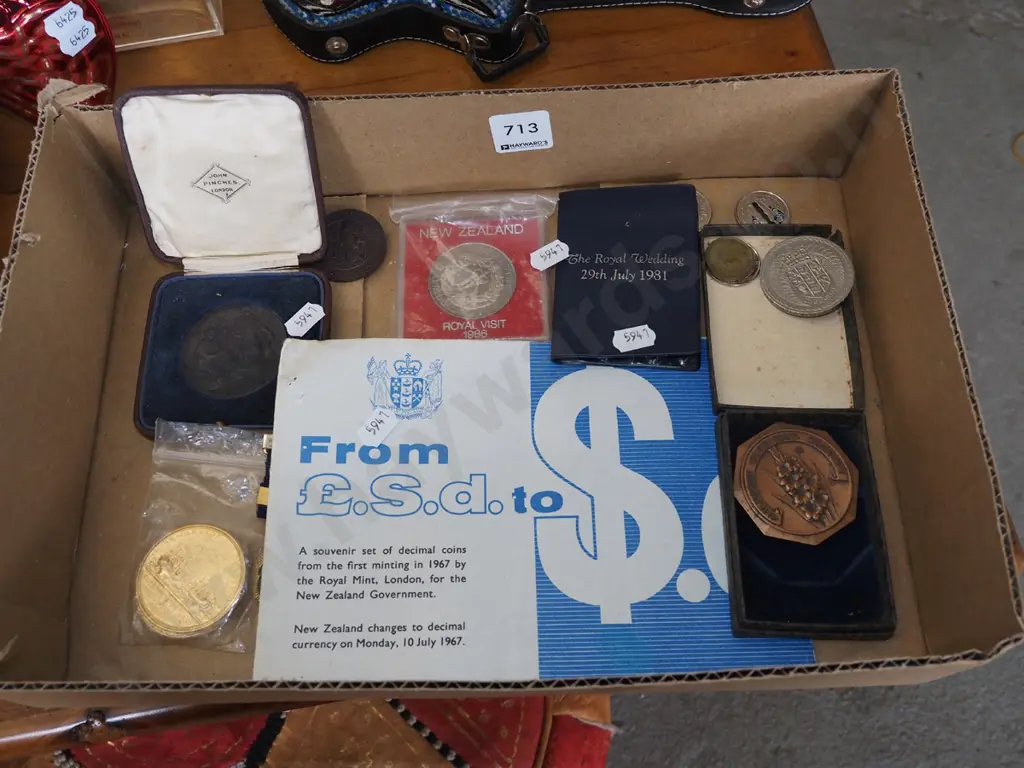 6425
6425
713
HAYWARD'S
JOHN
PINCHES
LONDON
NEW ZEALAND
ROYAL VISIT
1986
5947
The Royal Wedding
29th July 1981
5947
5947
5947
From
£.s.d. to $.
A souvenir set of decimal coins
from the first minting in 1967 by
the Royal Mint, London, for the
New Zealand Government.
New Zealand changes to decimal
currency on Monday, 10 July 1967.